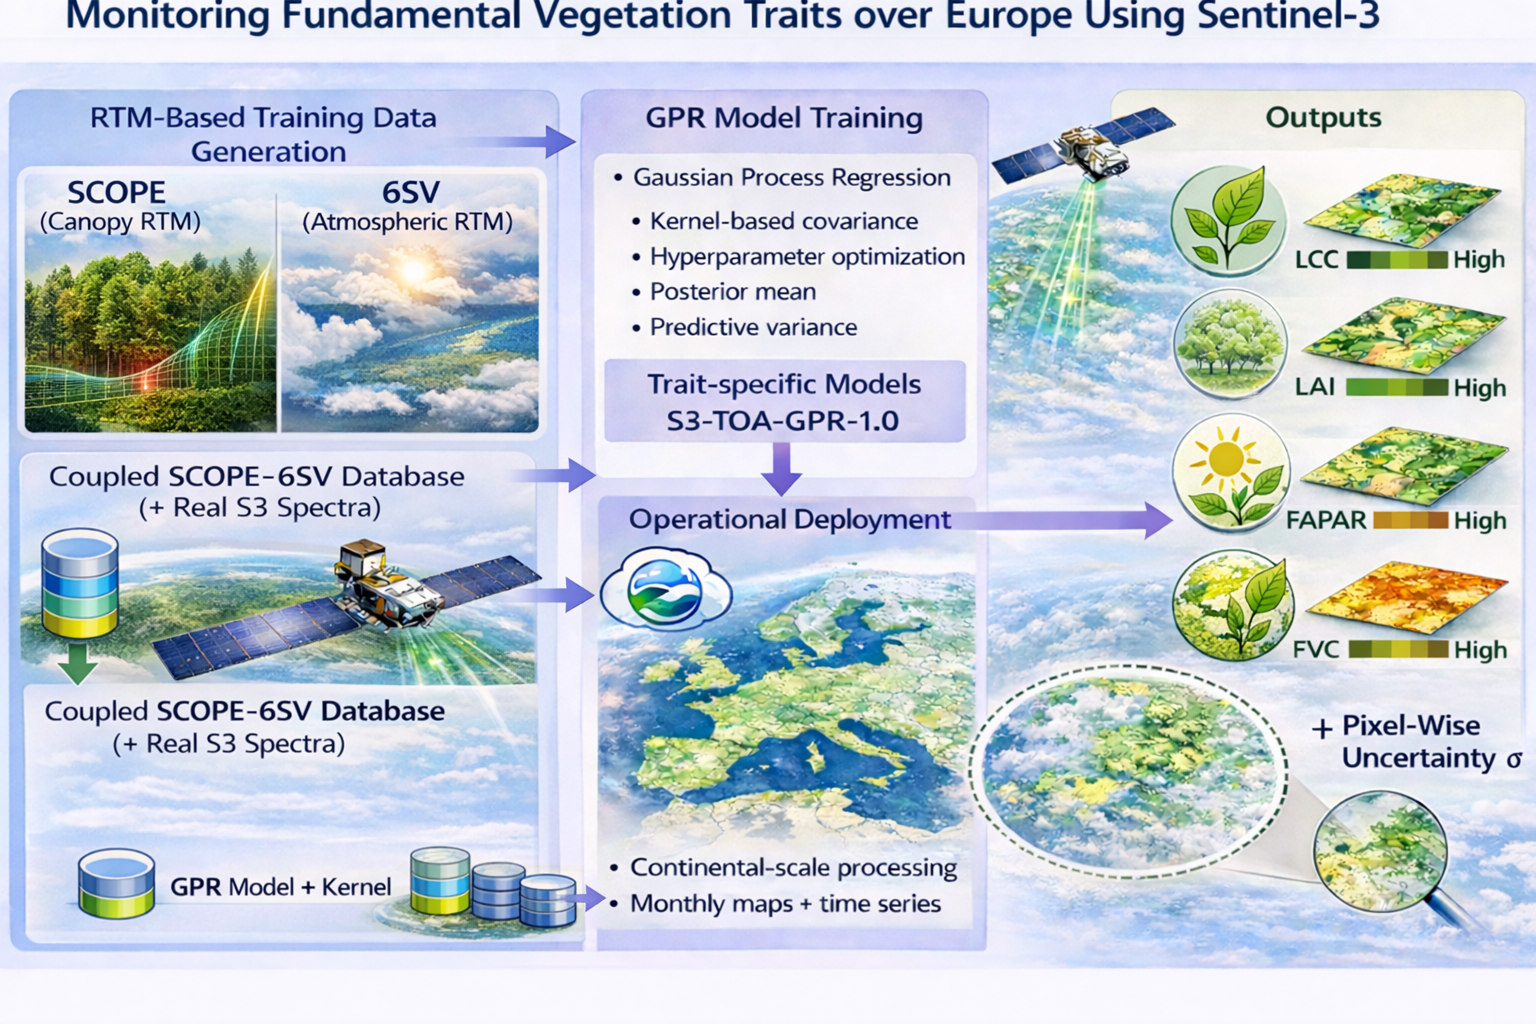 Monitoring Fundamental Vegetation Traits over Europe Using Sentinel-3
RTM-Based Training Data
Generation
SCOPE
(Canopy RTM)
6SV
(Atmospheric RTM)
Coupled SCOPE-6SV Database
(+ Real S3 Spectra)
Coupled SCOPE-6SV Database
(+ Real S3 Spectra)
GPR Model + Kernel
GPR Model Training
• Gaussian Process Regression
• Kernel-based covariance
• Hyperparameter optimization
• Posterior mean
• Predictive variance
Trait-specific Models
S3-TOA-GPR-1.0
Operational Deployment
• Continental-scale processing
• Monthly maps + time series
Outputs
LCC High
LAI High
FAPAR High
FVC High
+ Pixel-Wise
Uncertainty σ